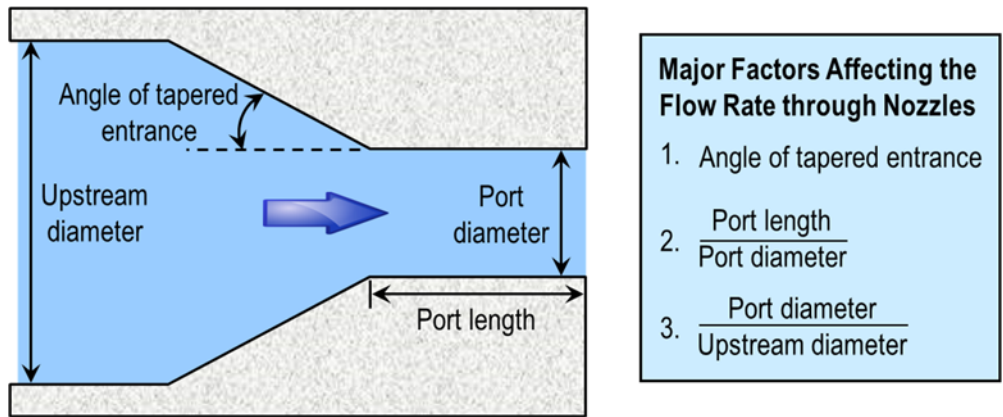 Angle of tapered
entrance
Upstream
diameter
Port
diameter
Port length
Major Factors Affecting the
Flow Rate through Nozzles
1. Angle of tapered entrance
2. Port length
Port diameter
3. Port diameter
Upstream diameter